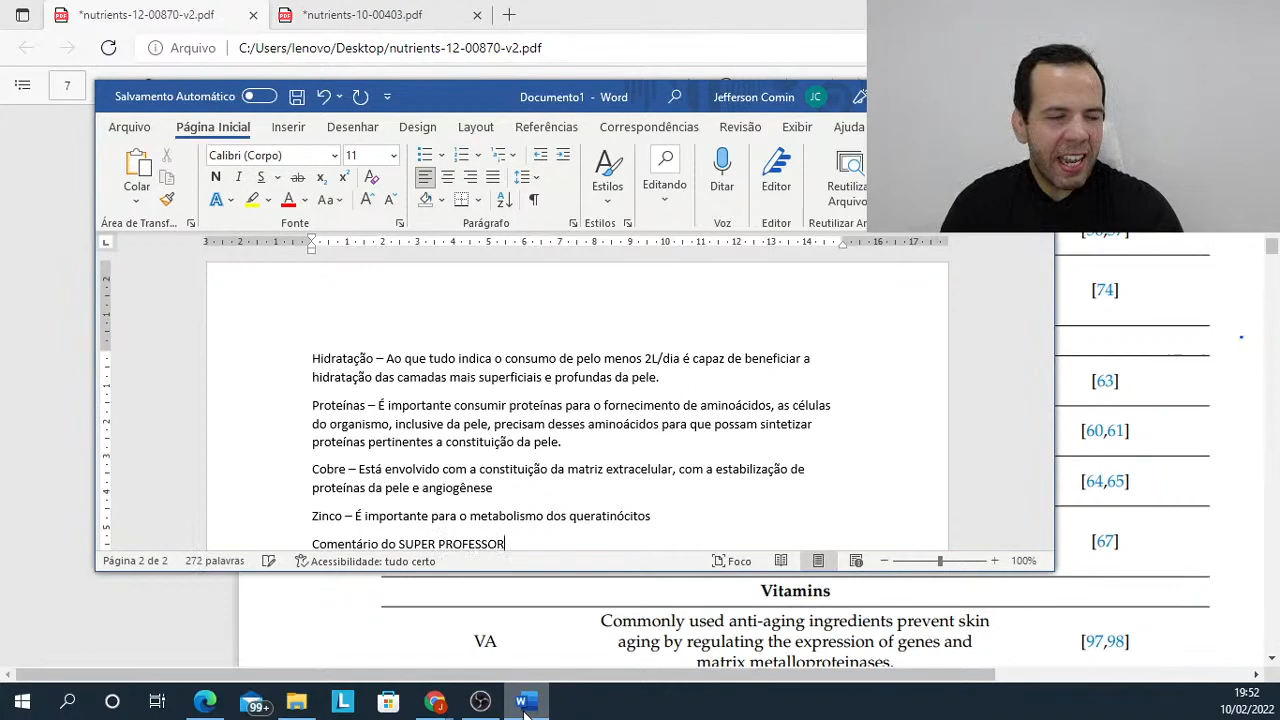 *nutrients-12-00870-v2.pdf
*nutrients-10-00403.pdf
Arquivo
C:/Users/lenovo/Desktop/nutrients-12-00870-v2.pdf
7
Salvamento Automático
Documento1 - Word
Jefferson Comin
JC
Arquivo
Página Inicial
Inserir
Desenhar
Design
Layout
Referências
Correspondências
Revisão
Exibir
Ajuda
Calibri (Corpo)
11
Colar
Estilos
Editando
Ditar
Editor
Reutiliza
Arquivo
Área de Transf...
Fonte
Parágrafo
Estilos
Voz
Editor
Reutilizar Ar
Hidratação – Ao que tudo indica o consumo de pelo menos 2L/dia é capaz de beneficiar a
hidratação das camadas mais superficiais e profundas da pele.
Proteínas – É importante consumir proteínas para o fornecimento de aminoácidos, as células
do organismo, inclusive da pele, precisam desses aminoácidos para que possam sintetizar
proteínas pertinentes a constituição da pele.
Cobre – Está envolvido com a constituição da matriz extracelular, com a estabilização de
proteínas da pele e angiogênese
Zinco – É importante para o metabolismo dos queratinócitos
Comentário do SUPER PROFESSOR
Página 2 de 2
272 palavras
Acessibilidade: tudo certo
Foco
100%
[74]
[63]
[60,61]
[64,65]
[67]
Vitamins
Commonly used anti-aging ingredients prevent skin
VA aging by regulating the expression of genes and [97,98]
matrix metalloproteinases.
99+
19:52
10/02/2022